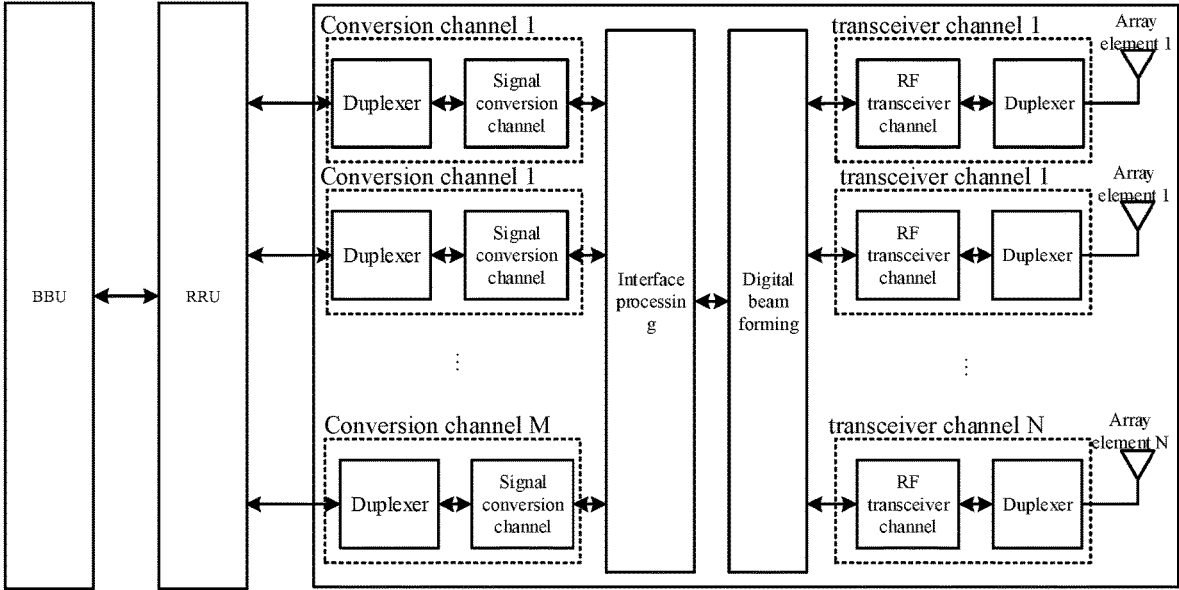 BBU
RRU
Conversion channel 1
Duplexer
Signal
conversion
channel
Conversion channel 1
Duplexer
Signal
conversion
channel
⋮
Conversion channel M
Duplexer
Signal
conversion
channel
Interface
processin
g
Digital
beam
forming
transceiver channel 1
RF
transceiver
channel
Duplexer
Array
element 1
transceiver channel 1
RF
transceiver
channel
Duplexer
Array
element 1
⋮
transceiver channel N
RF
transceiver
channel
Duplexer
Array
element N